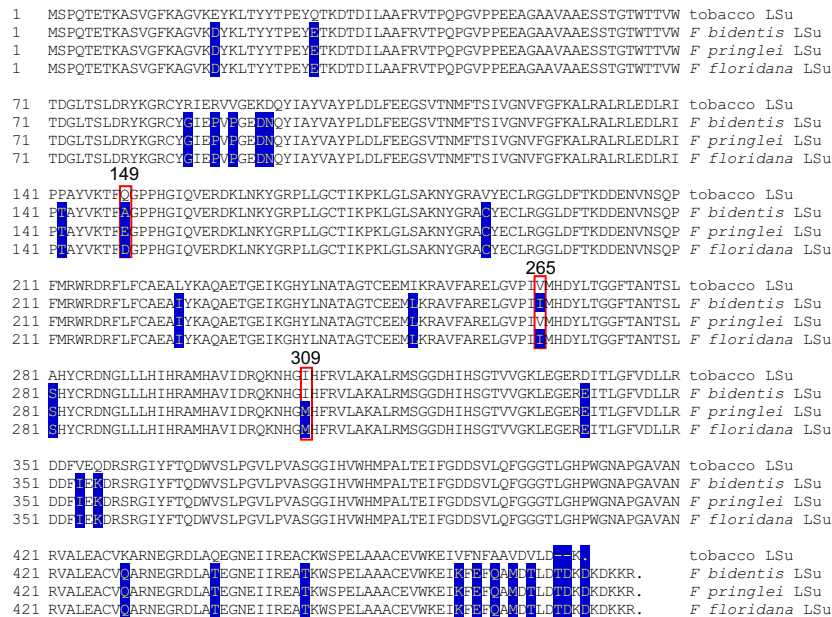 1 MSPQTETKASVGFKAGVKEYKLTYYTPEYQTKDTDILAAFRVTPQPGVPPEEAGAAVAAESSTGTWTTVW tobacco LSu
1 MSPQTETKASVGFKAGVKDYKLTYYTPEYETKDTDILAAFRVTPQPGVPPEEAGAAVAAESSTGTWTTVW F bidentis LSu
1 MSPQTETKASVGFKAGVKDYKLTYYTPEYETKDTDILAAFRVTPQPGVPPEEAGAAVAAESSTGTWTTVW F pringlei LSu
1 MSPQTETKASVGFKAGVKDYKLTYYTPEYETKDTDILAAFRVTPQPGVPPEEAGAAVAAESSTGTWTTVW F floridana LSu
71 TDGLTSLDRYKGRCYRIERVVGEKDQYIAYVAYPLDLFEEGSVTNMFTSIVGNVFGFKALRALRLEDLRI tobacco LSu
71 TDGLTSLDRYKGRCYGIEPVPGEDNQYIAYVAYPLDLFEEGSVTNMFTSIVGNVFGFKALRALRLEDLRI F bidentis LSu
71 TDGLTSLDRYKGRCYGIEPVPGEDNQYIAYVAYPLDLFEEGSVTNMFTSIVGNVFGFKALRALRLEDLRI F pringlei LSu
71 TDGLTSLDRYKGRCYGIEPVPGEDNQYIAYVAYPLDLFEEGSVTNMFTSIVGNVFGFKALRALRLEDLRI F floridana LSu
149
141 PPAYVKTFQGPPHGIQVERDKLNKYGRPLLGCTIKPKLGLSAKNYGRAVYECLRGGLDFTKDDENVNSQP tobacco LSu
141 PTAYVKTFAGPPHGIQVERDKLNKYGRPLLGCTIKPKLGLSAKNYGRACYECLRGGLDFTKDDENVNSQP F bidentis LSu
141 PTAYVKTFEGPPHGIQVERDKLNKYGRPLLGCTIKPKLGLSAKNYGRACYECLRGGLDFTKDDENVNSQP F pringlei LSu
141 PTAYVKTFDGPPHGIQVERDKLNKYGRPLLGCTIKPKLGLSAKNYGRACYECLRGGLDFTKDDENVNSQP F floridana LSu
265
211 FMRWRDRFLFCAEALYKAQAETGEIKGHYLNATAGTCEEMIKRAVFARELGVPIVMHDYLTGGFTANTSL tobacco LSu
211 FMRWRDRFLFCAEAIYKAQAETGEIKGHYLNATAGTCEEMLKRAVFARELGVPIIMHDYLTGGFTANTSL F bidentis LSu
211 FMRWRDRFLFCAEAIYKAQAETGEIKGHYLNATAGTCEEMLKRAVFARELGVPIVMHDYLTGGFTANTSL F pringlei LSu
211 FMRWRDRFLFCAEAIYKAQAETGEIKGHYLNATAGTCEEMLKRAVFARELGVPIIMHDYLTGGFTANTSL F floridana LSu
309
281 AHYCRDNGLLLHIHRAMHAVIDRQKNHGIHFRVLAKALRMSGGDHIHSGTVVGKLEGERDITLGFVDLLR tobacco LSu
281 SHYCRDNGLLLHIHRAMHAVIDRQKNHGIHFRVLAKALRMSGGDHIHSGTVVGKLEGEREITLGFVDLLR F bidentis LSu
281 SHYCRDNGLLLHIHRAMHAVIDRQKNHGMHFRVLAKALRMSGGDHIHSGTVVGKLEGEREITLGFVDLLR F pringlei LSu
281 SHYCRDNGLLLHIHRAMHAVIDRQKNHGMHFRVLAKALRMSGGDHIHSGTVVGKLEGEREITLGFVDLLR F floridana LSu
351 DDFVEQDRSRGIYFTQDWVSLPGVLPVASGGIHVWHMPALTEIFGDDSVLQFGGGTLGHPWGNAPGAVAN tobacco LSu
351 DDFIEKDRSRGIYFTQDWVSLPGVLPVASGGIHVWHMPALTEIFGDDSVLQFGGGTLGHPWGNAPGAVAN F bidentis LSu
351 DDFIEKDRSRGIYFTQDWVSLPGVLPVASGGIHVWHMPALTEIFGDDSVLQFGGGTLGHPWGNAPGAVAN F pringlei LSu
351 DDFIEKDRSRGIYFTQDWVSLPGVLPVASGGIHVWHMPALTEIFGDDSVLQFGGGTLGHPWGNAPGAVAN F floridana LSu
421 RVALEACVKARNEGRDLAQEGNEIIREACKWSPELAAACEVWKEIVFNFAAVDVLD--K. tobacco LSu
421 RVALEACVQARNEGRDLATEGNEIIREATKWSPELAAACEVWKEIKFEFQAMDTLDTDKDKDKKR. F bidentis LSu
421 RVALEACVQARNEGRDLATEGNEIIREATKWSPELAAACEVWKEIKFEFQAMDTLDTDKDKDKKR. F pringlei LSu
421 RVALEACVQARNEGRDLATEGNEIIREATKWSPELAAACEVWKEIKFEFQAMDTLDTDKDKDKKR. F floridana LSu